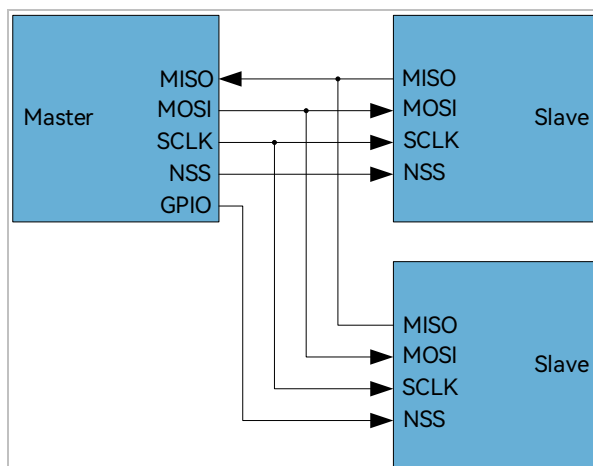 Master
MISO
MOSI
SCLK
NSS
GPIO
MISO
MOSI
SCLK
NSS
Slave
MISO
MOSI
SCLK
NSS
Slave